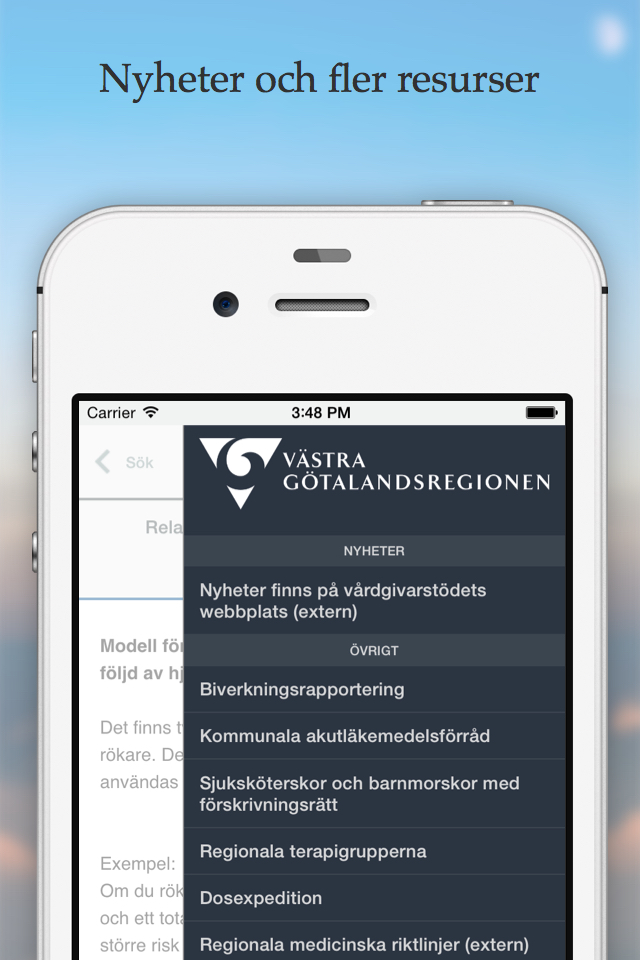 Nyheter och fler resurser
Carrier 3:48 PM
Sök
VÄSTRA
GÖTALANDSREGIONEN
Rela
NYHETER
Nyheter finns på vårdgivarstödets
webbplats (extern)
ÖVRIGT
Biverkningsrapportering
Kommunala akutläkemedelsförråd
Sjuksköterskor och barnmorskor med
förskrivningsrätt
Regionala terapigrupperna
Dosexpedition
Regionala medicinska riktlinjer (extern)
Modell för
följd av hj
Det finns t
rökare. De
användas
Exempel:
Om du rök
och ett tota
större risk